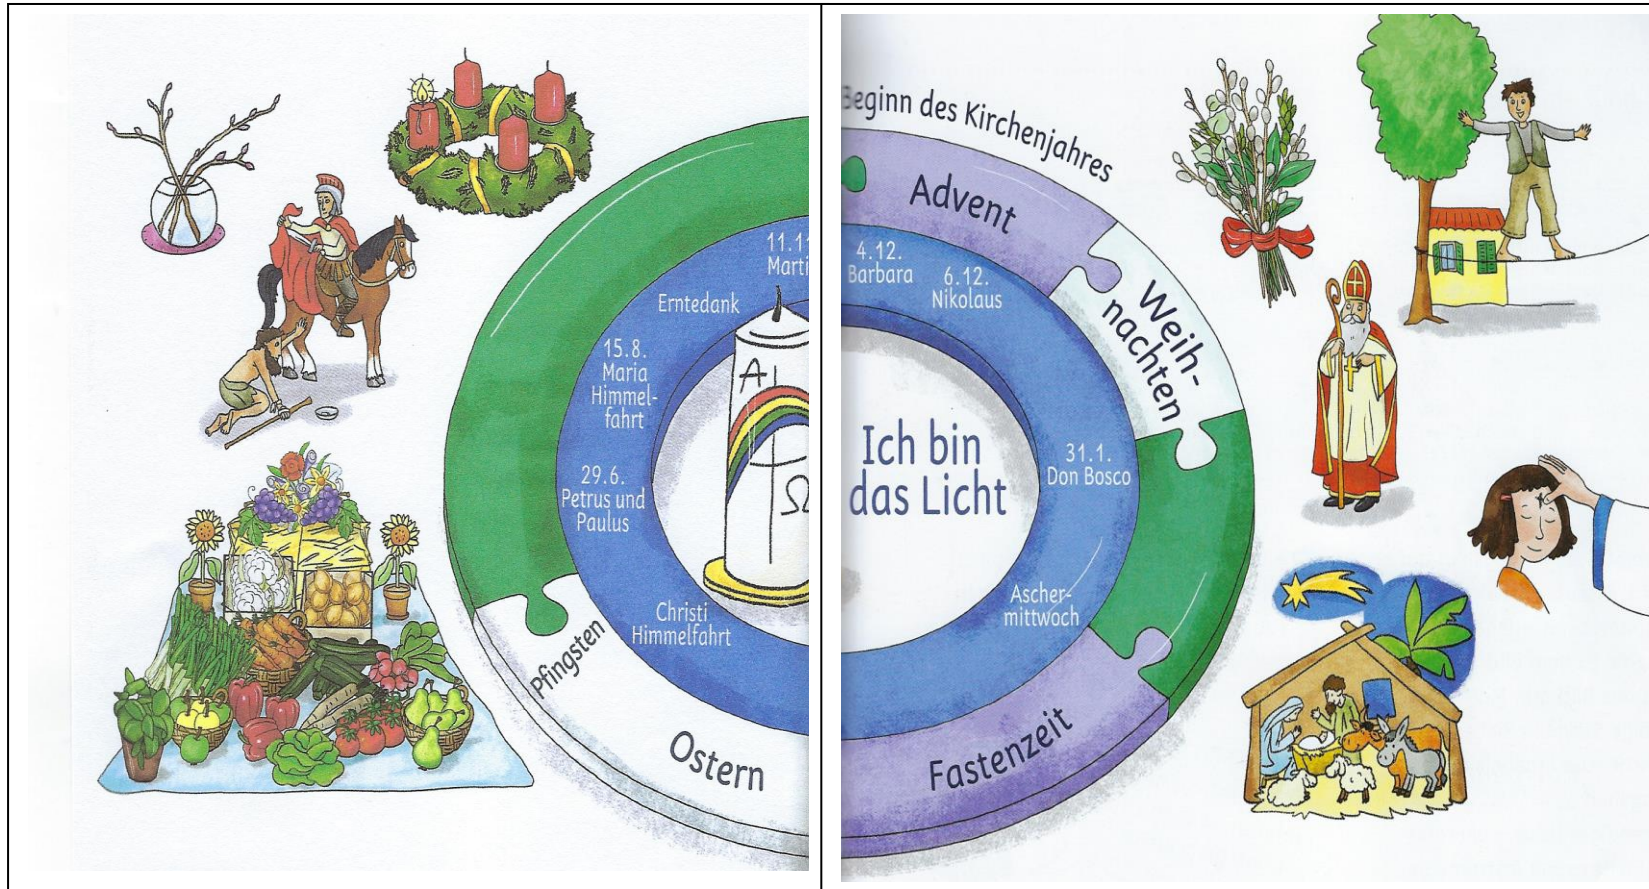 11.11
Marti
Erntedank
15.8.
Maria
Himmel-
fahrt
29.6.
Petrus und
Paulus
Christi
Himmelfahrt
Pfingsten
Ostern
A
Ω
Beginn des Kirchenjahres
Advent
4.12.
Barbara
6.12.
Nikolaus
Weih-
nachten
Ich bin
das Licht
31.1.
Don Bosco
Ascher-
mittwoch
Fastenzeit